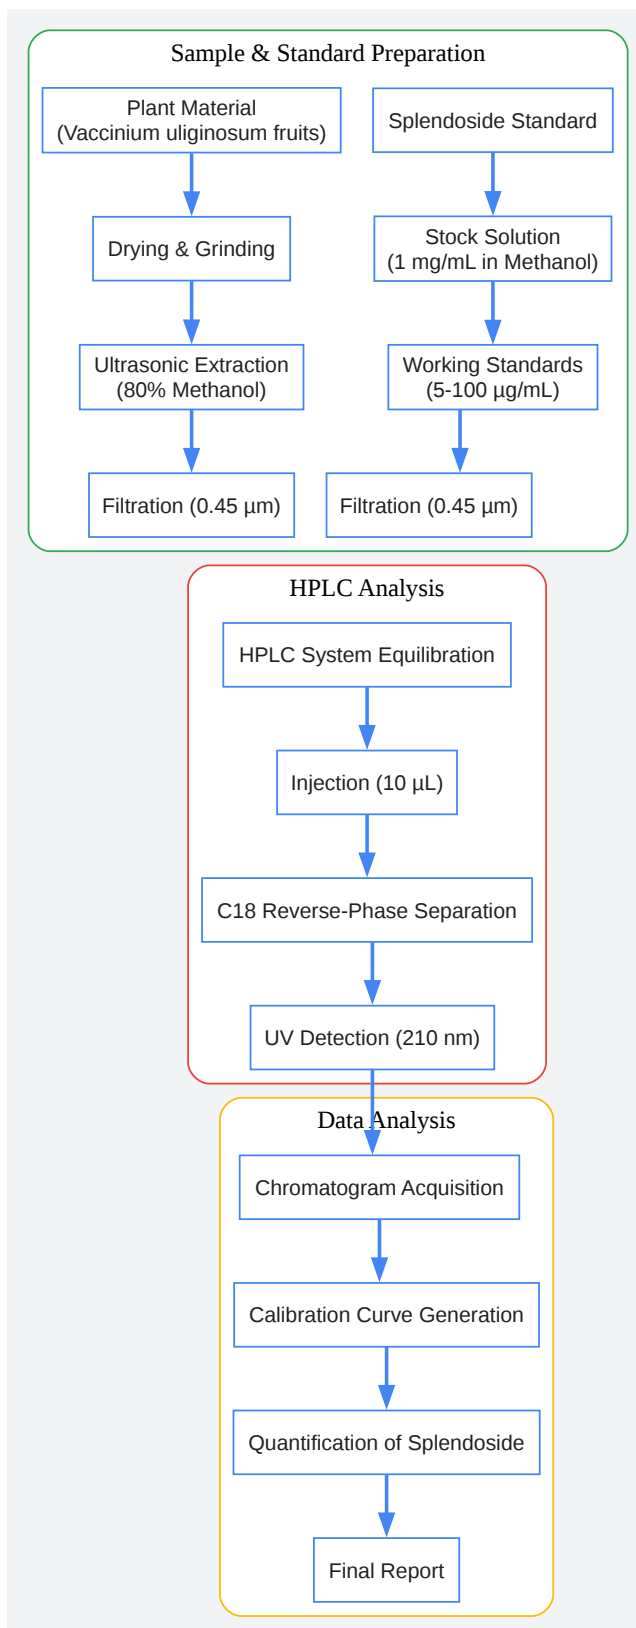 Sample & Standard Preparation
Plant Material
(Vaccinium uliginosum fruits)
Splendoside Standard
Drying & Grinding
Stock Solution
(1 mg/mL in Methanol)
Ultrasonic Extraction
(80% Methanol)
Working Standards
(5-100 µg/mL)
Filtration (0.45 µm)
Filtration (0.45 µm)
HPLC Analysis
HPLC System Equilibration
Injection (10 µL)
C18 Reverse-Phase Separation
UV Detection (210 nm)
Data Analysis
Chromatogram Acquisition
Calibration Curve Generation
Quantification of Splendoside
Final Report